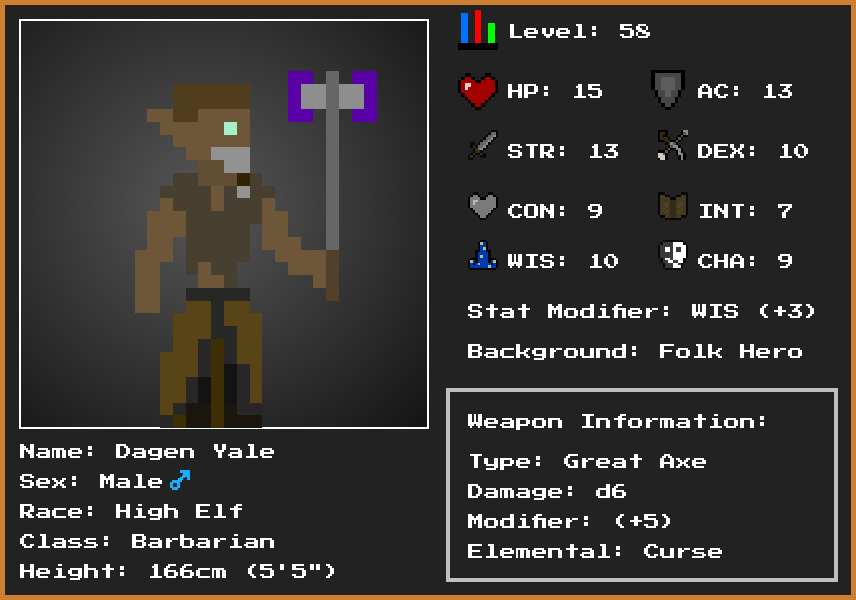 Level: 58
HP: 15 AC: 13
STR: 13 DEX: 10
CON: 9 INT: 7
WIS: 10 CHA: 9
Stat Modifier: WIS (+3)
Background: Folk Hero
Weapon Information:
Type: Great Axe
Damage: d6
Modifier: (+5)
Elemental: Curse
Name: Dagen Yale
Sex: Male ♂
Race: High Elf
Class: Barbarian
Height: 166cm (5'5")